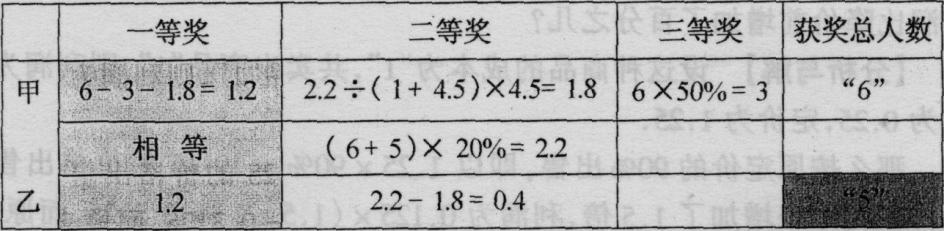 一等奖 二等奖 三等奖 获奖总人数
甲 6-3-1.8=1.2 2.2÷(1+4.5)×4.5=1.8 6×50%=3 “6”
相 等 (6+5)×20%=2.2
乙 1.2 2.2-1.8=0.4 “5”